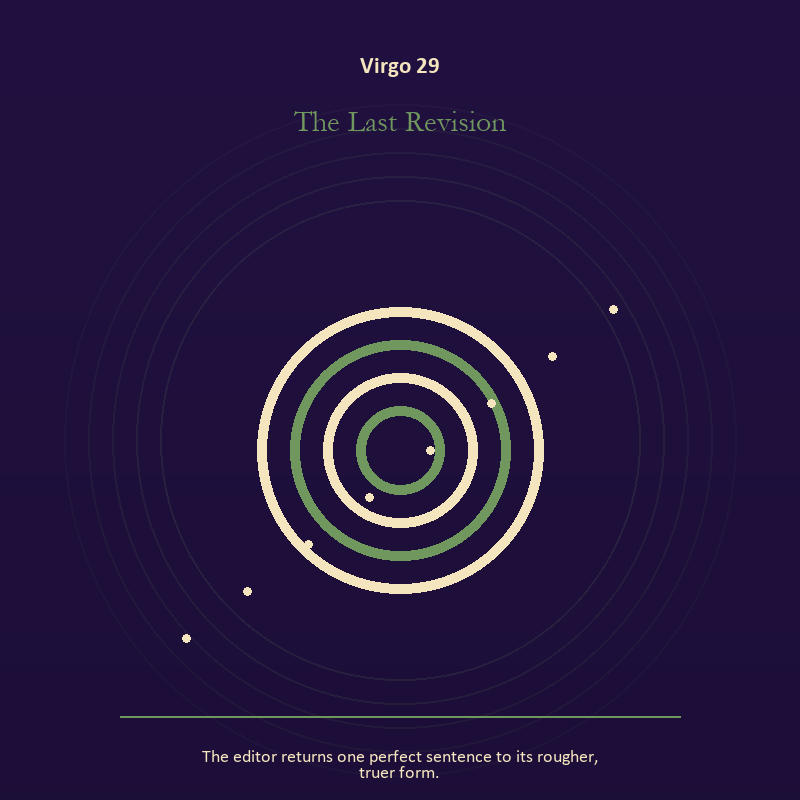 Virgo 29
The Last Revision
The editor returns one perfect sentence to its rougher,
truer form.